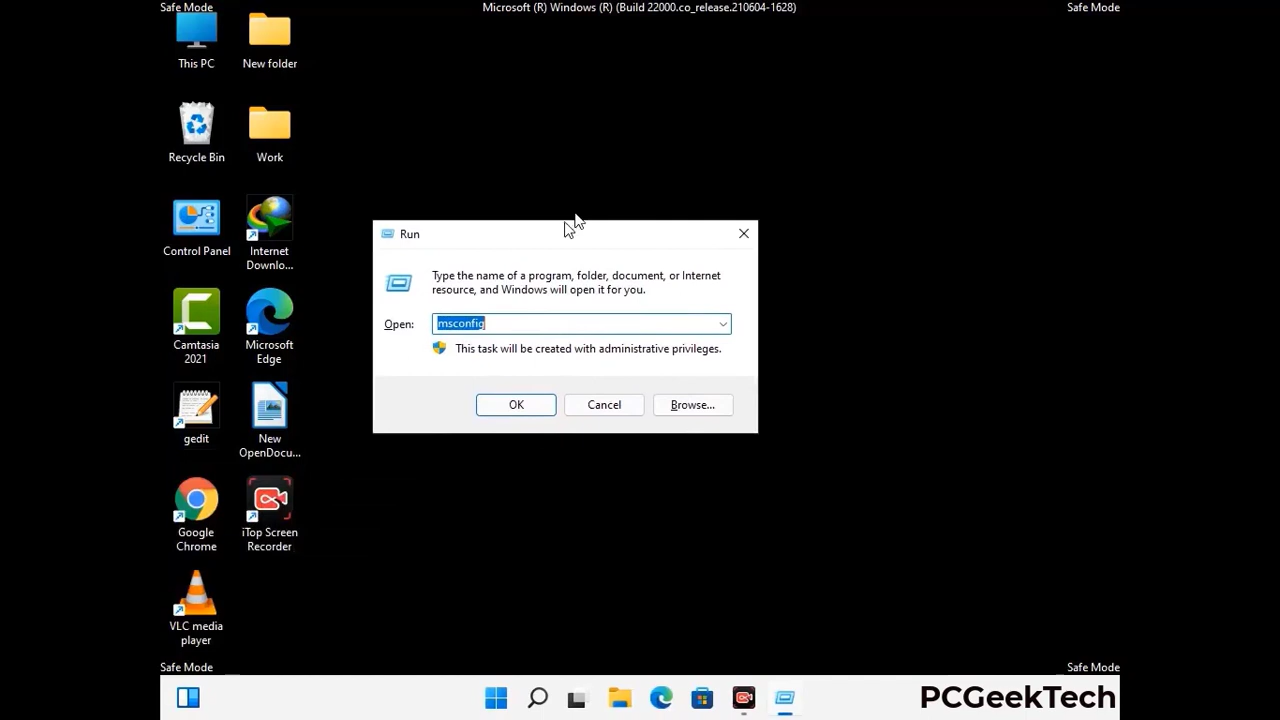 Safe Mode
Microsoft (R) Windows (R) (Build 22000.co_release.210604-1628)
Safe Mode
This PC
New folder
Recycle Bin
Work
Control Panel
Internet
Downlo...
Camtasia
2021
Microsoft
Edge
gedit
New
OpenDocu...
Google
Chrome
iTop Screen
Recorder
VLC media
player
Run
Type the name of a program, folder, document, or Internet
resource, and Windows will open it for you.
Open:
msconfig
This task will be created with administrative privileges.
OK
Cancel
Browse...
Safe Mode
Safe Mode
PCGeekTech